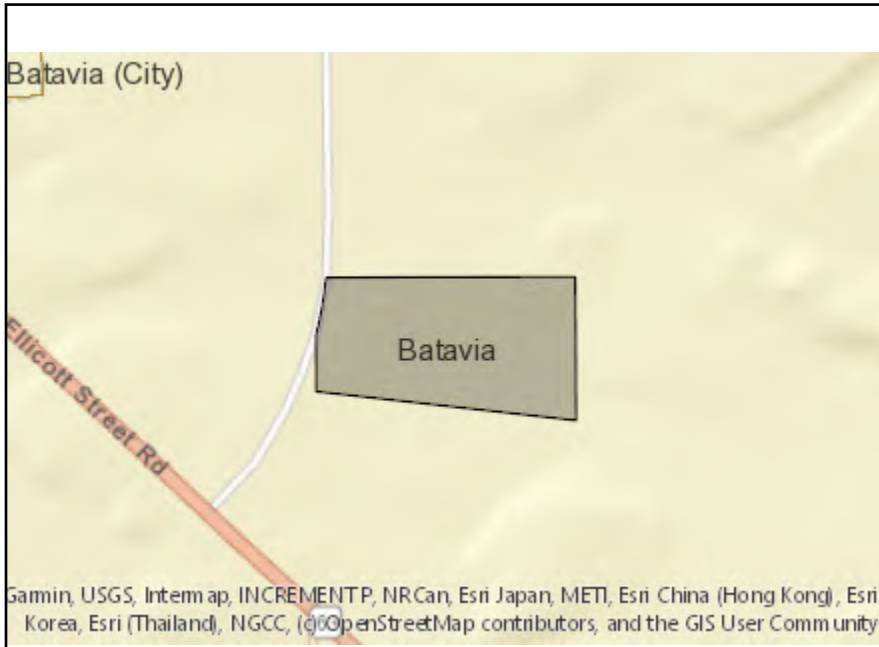 Batavia (City)
Batavia
Ellicott Street Rd
Garmin, USGS, Intermap, INCREMENT P, NRCan, Esri Japan, METI, Esri China (Hong Kong), Esri
Korea, Esri (Thailand), NGCC, (c) OpenStreetMap contributors, and the GIS User Community